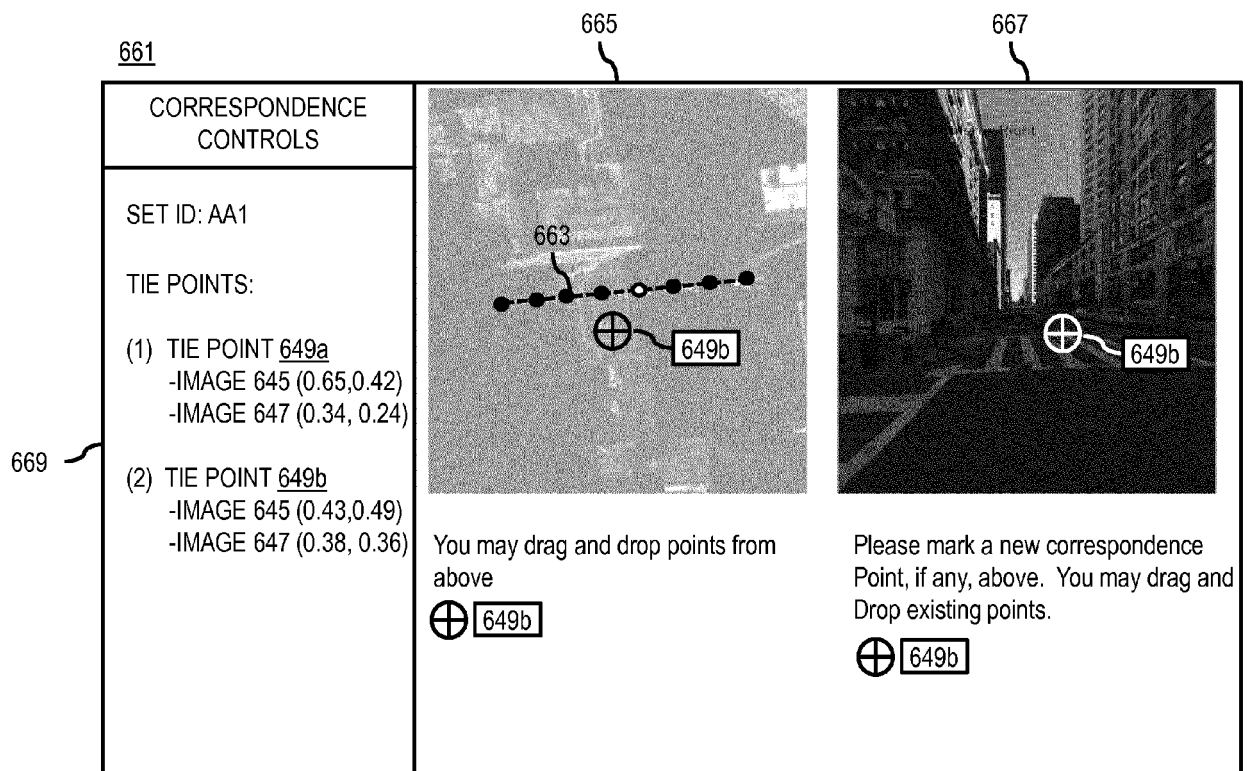 665
667
661
CORRESPONDENCE
CONTROLS
SET ID: AA1
TIE POINTS:
(1) TIE POINT 649a
-IMAGE 645 (0.65,0.42)
-IMAGE 647 (0.34, 0.24)
669
(2) TIE POINT 649b
-IMAGE 645 (0.43,0.49)
-IMAGE 647 (0.38, 0.36)
663
649b
You may drag and drop points from
above
649b
649b
Please mark a new correspondence
Point, if any, above. You may drag and
Drop existing points.
649b